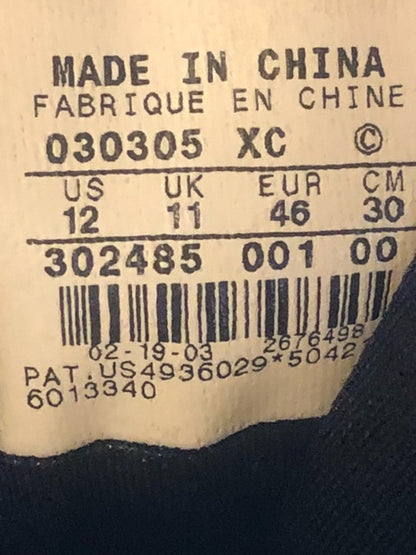 MADE IN CHINA
FABRIQUE EN CHINE
030305 XC ©
US UK EUR CM
12 11 46 30
302485 001 00
02-19-03 2676498
PAT.US4936029*5042
6013340